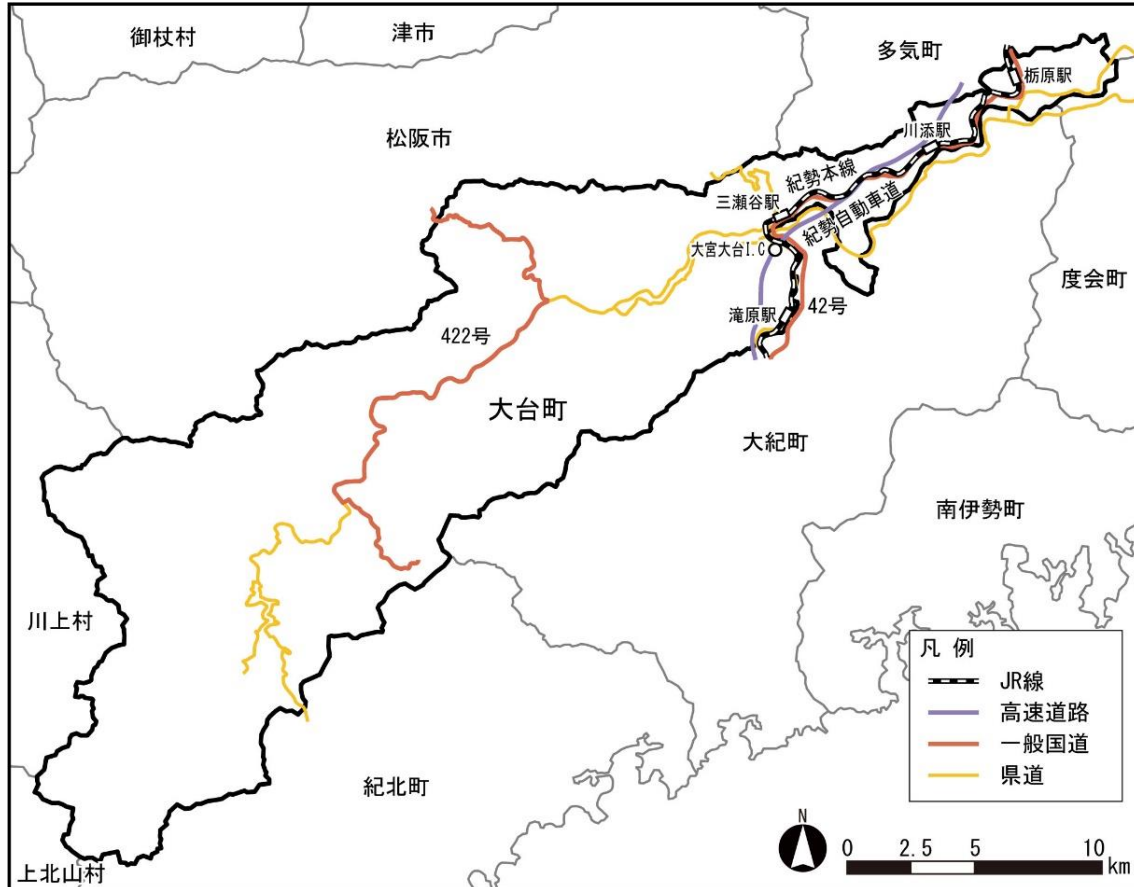 御杖村
津市
多気町
栃原駅
松阪市
川添駅
紀勢本線
三瀬谷駅
紀勢自動車道
大宮大台I.C
度会町
滝原駅
42号
422号
大台町
大紀町
南伊勢町
川上村
紀北町
上北山村
凡 例
JR線
高速道路
一般国道
県道
N
0 2.5 5 10
km